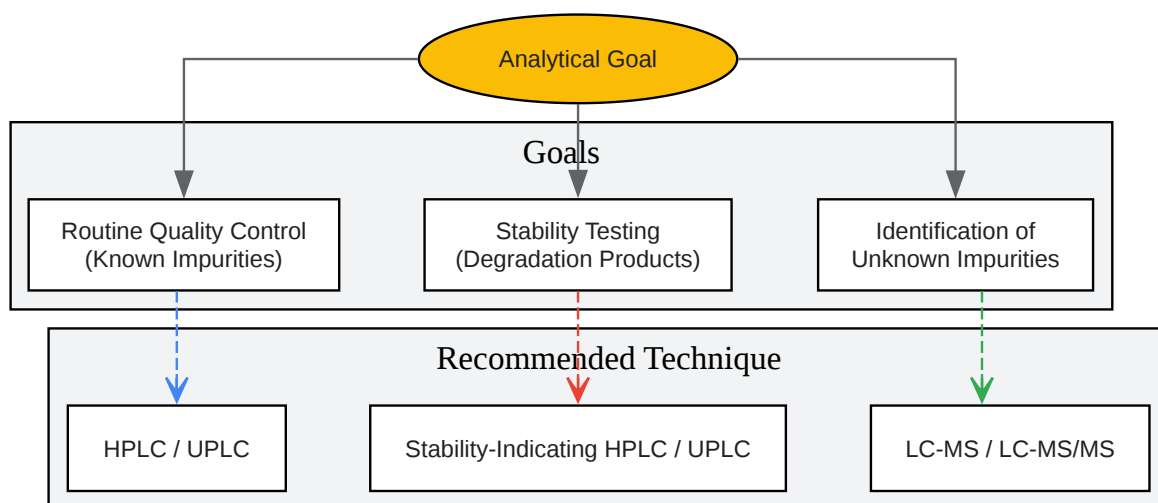 Analytical Goal
Goals
Routine Quality Control
(Known Impurities)
Stability Testing
(Degradation Products)
Identification of
Unknown Impurities
Recommended Technique
HPLC / UPLC
Stability-Indicating HPLC / UPLC
LC-MS / LC-MS/MS